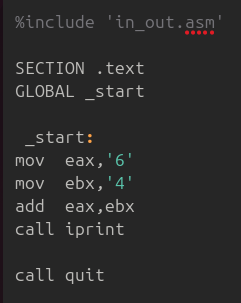 %include 'in_out.asm'
SECTION .text
GLOBAL _start
_start:
mov eax,'6'
mov ebx,'4'
add eax,ebx
call iprint
call quit